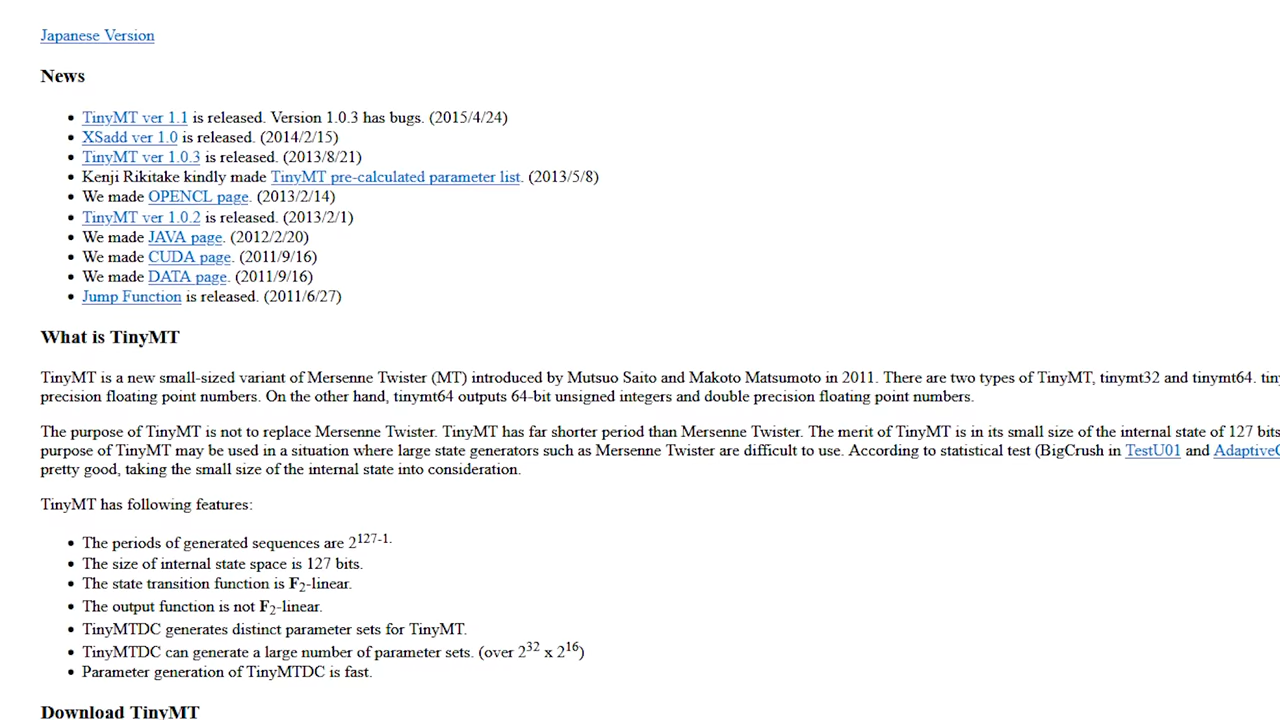 Japanese Version
News
• TinyMT ver 1.1 is released. Version 1.0.3 has bugs. (2015/4/24)
• XSadd ver 1.0 is released. (2014/2/15)
• TinyMT ver 1.0.3 is released. (2013/8/21)
• Kenji Rikitake kindly made TinyMT pre-calculated parameter list. (2013/5/8)
• We made OPENCL page. (2013/2/14)
• TinyMT ver 1.0.2 is released. (2013/2/1)
• We made JAVA page. (2012/2/20)
• We made CUDA page. (2011/9/16)
• We made DATA page. (2011/9/16)
• Jump Function is released. (2011/6/27)
What is TinyMT
TinyMT is a new small-sized variant of Mersenne Twister (MT) introduced by Mutsuo Saito and Makoto Matsumoto in 2011. There are two types of TinyMT, tinymt32 and tinymt64.
precision floating point numbers. On the other hand, tinymt64 outputs 64-bit unsigned integers and double precision floating point numbers.
The purpose of TinyMT is not to replace Mersenne Twister. TinyMT has far shorter period than Mersenne Twister. The merit of TinyMT is in its small size of the internal state of 127 bits
purpose of TinyMT may be used in a situation where large state generators such as Mersenne Twister are difficult to use. According to statistical test (BigCrush in TestU01 and
pretty good, taking the small size of the internal state into consideration.
TinyMT has following features:
• The periods of generated sequences are 2^127-1.
• The size of internal state space is 127 bits.
• The state transition function is F₂-linear.
• The output function is not F₂-linear.
• TinyMTDC generates distinct parameter sets for TinyMT.
• TinyMTDC can generate a large number of parameter sets. (over 2^32 x 2^16)
• Parameter generation of TinyMTDC is fast.
Download TinyMT